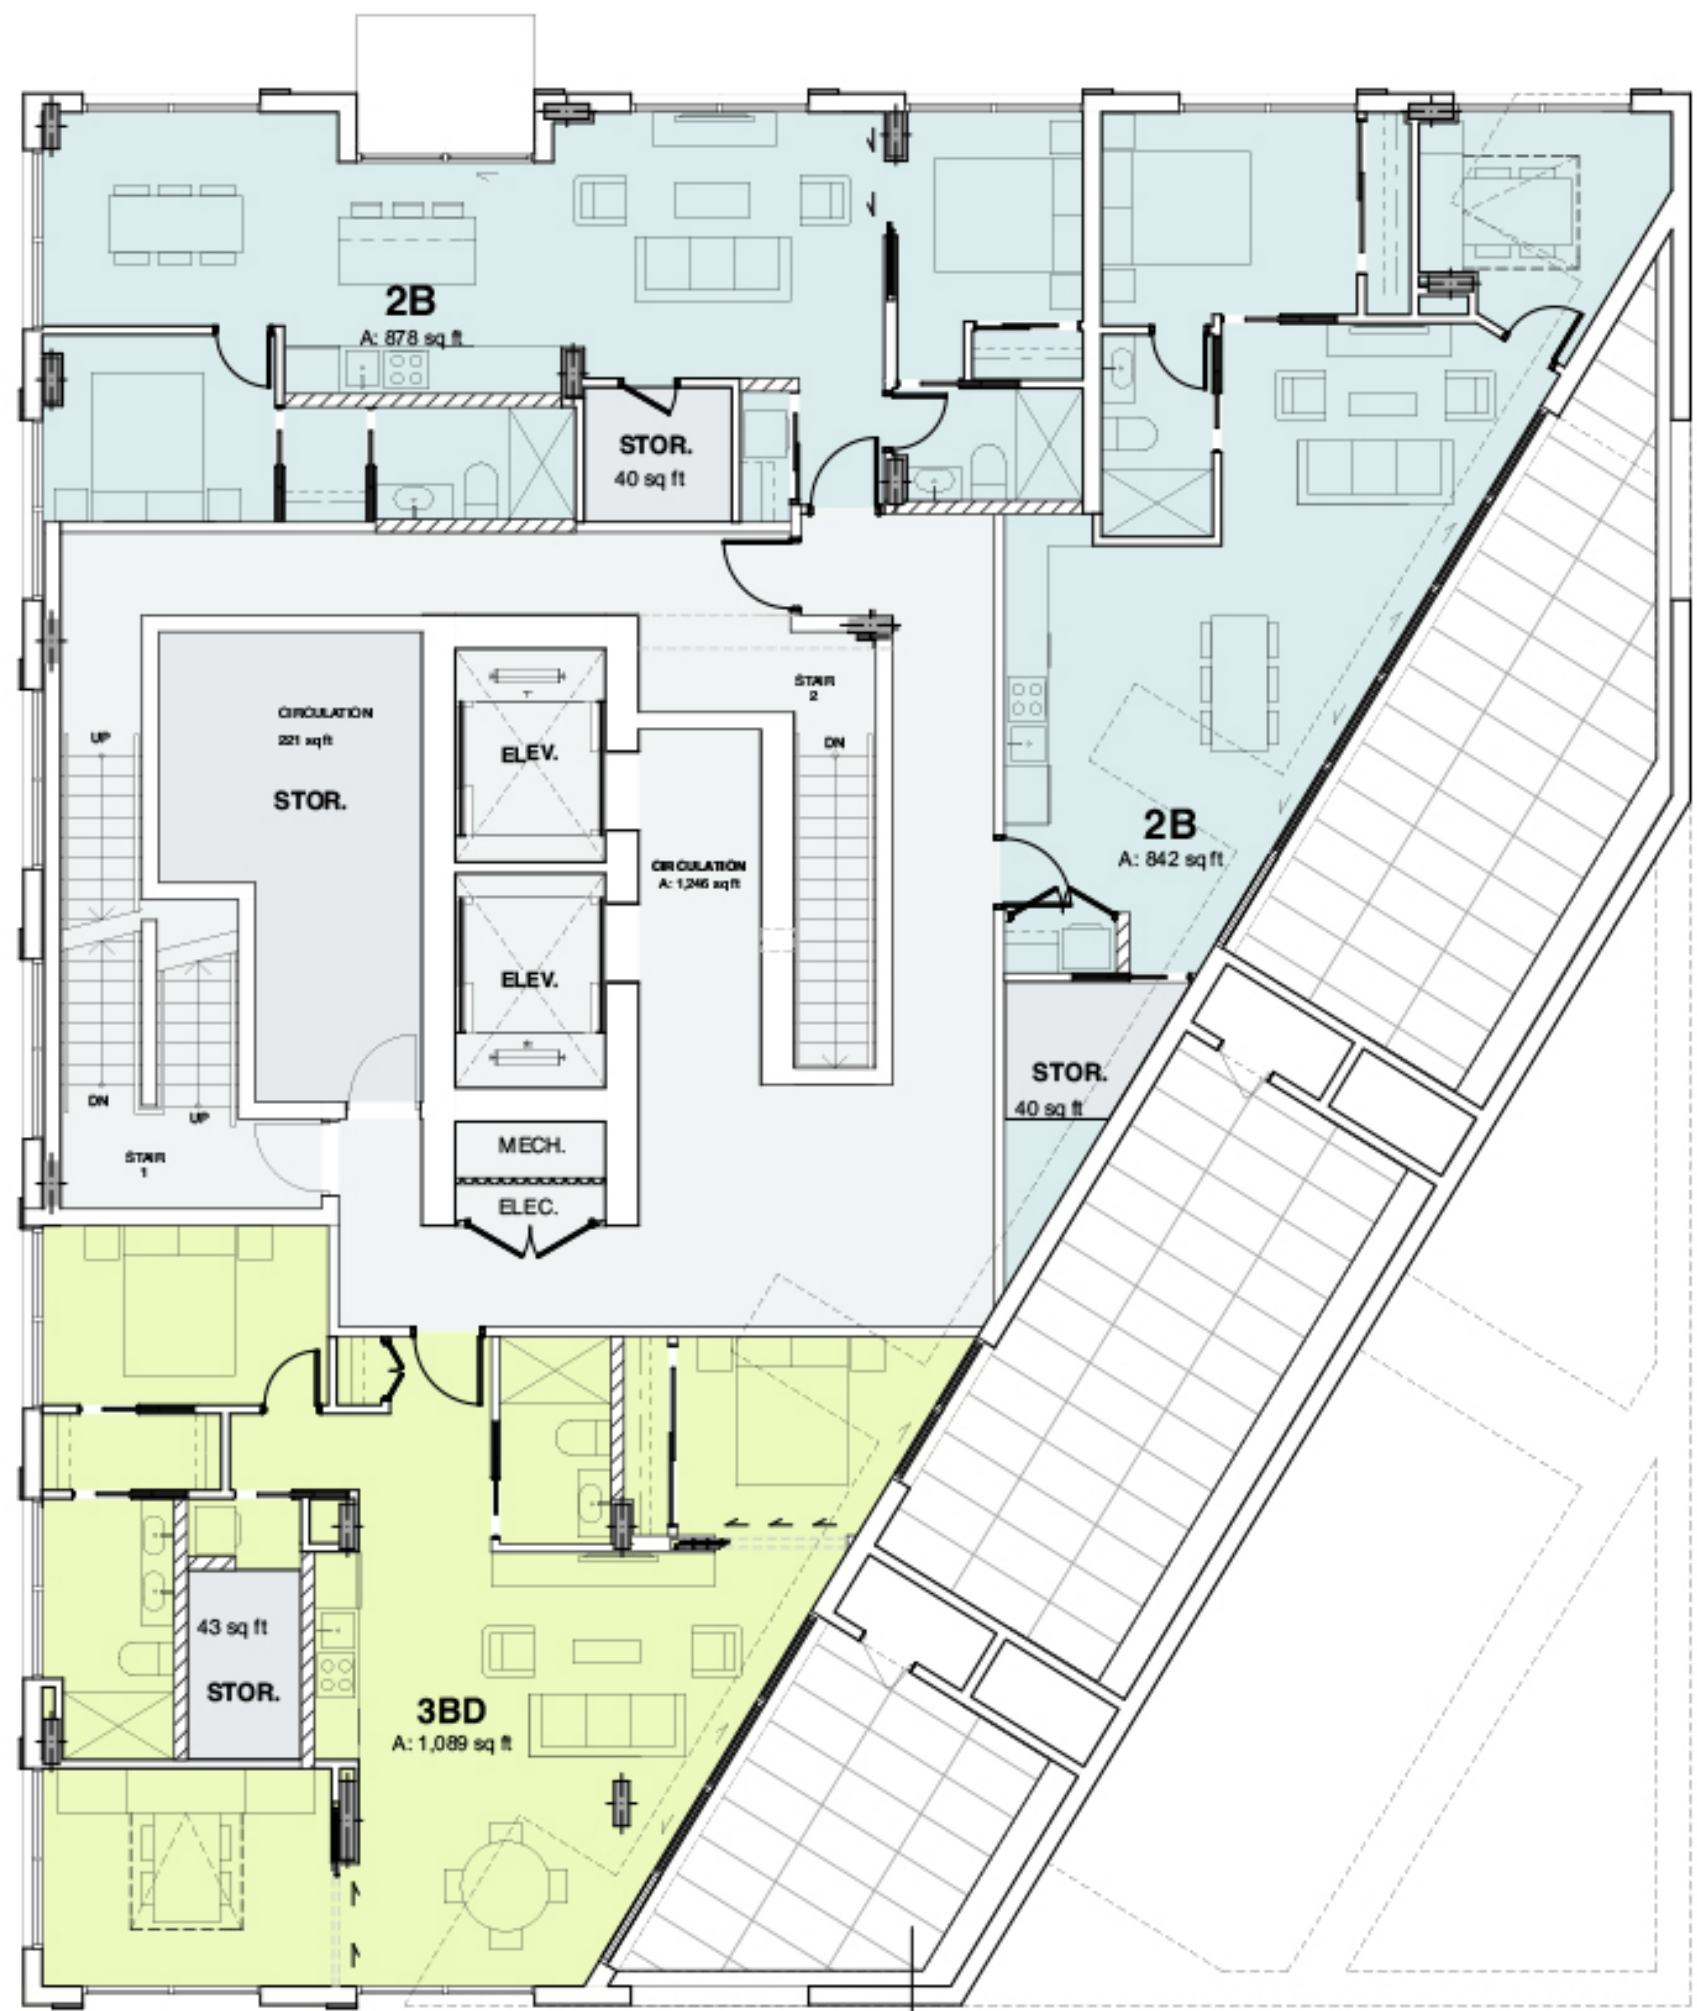 2B
A: 878 sq ft
STOR.
40 sq ft
STAIR
2
CIRCULATION
221 sq ft
UP
DN
ELEV.
STOR.
2B
A: 842 sq ft
CIRCULATION
A: 1,246 sq ft
ELEV.
STOR.
40 sq ft
DN
UP
MECH.
STAIR
1
ELEC.
43 sq ft
STOR.
3BD
A: 1,089 sq ft